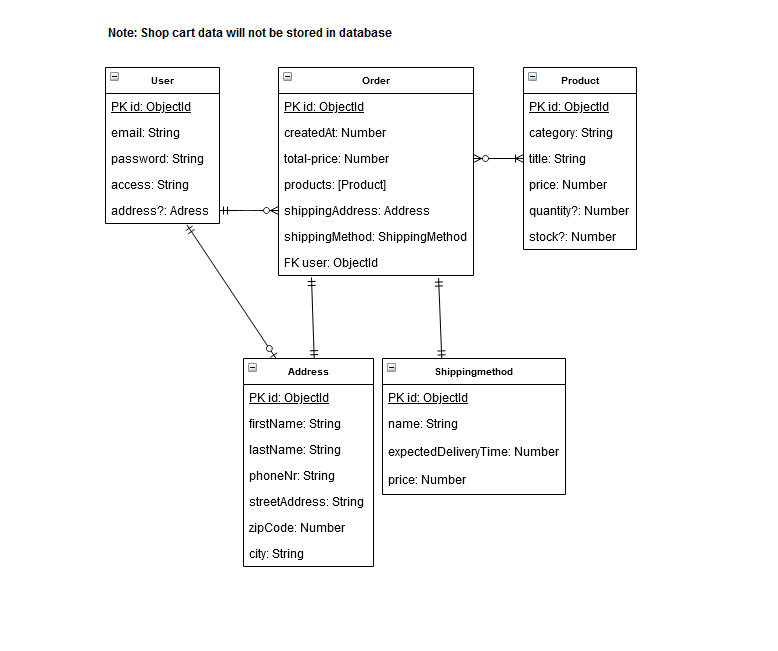 Note: Shop cart data will not be stored in database
User
PK id: ObjectId
email: String
password: String
access: String
address?: Adress
Order
PK id: ObjectId
createdAt: Number
total-price: Number
products: [Product]
shippingAddress: Address
shippingMethod: ShippingMethod
FK user: ObjectId
Product
PK id: ObjectId
category: String
title: String
price: Number
quantity?: Number
stock?: Number
Address
PK id: ObjectId
firstName: String
lastName: String
phoneNr: String
streetAddress: String
zipCode: Number
city: String
Shippingmethod
PK id: ObjectId
name: String
expectedDeliveryTime: Number
price: Number